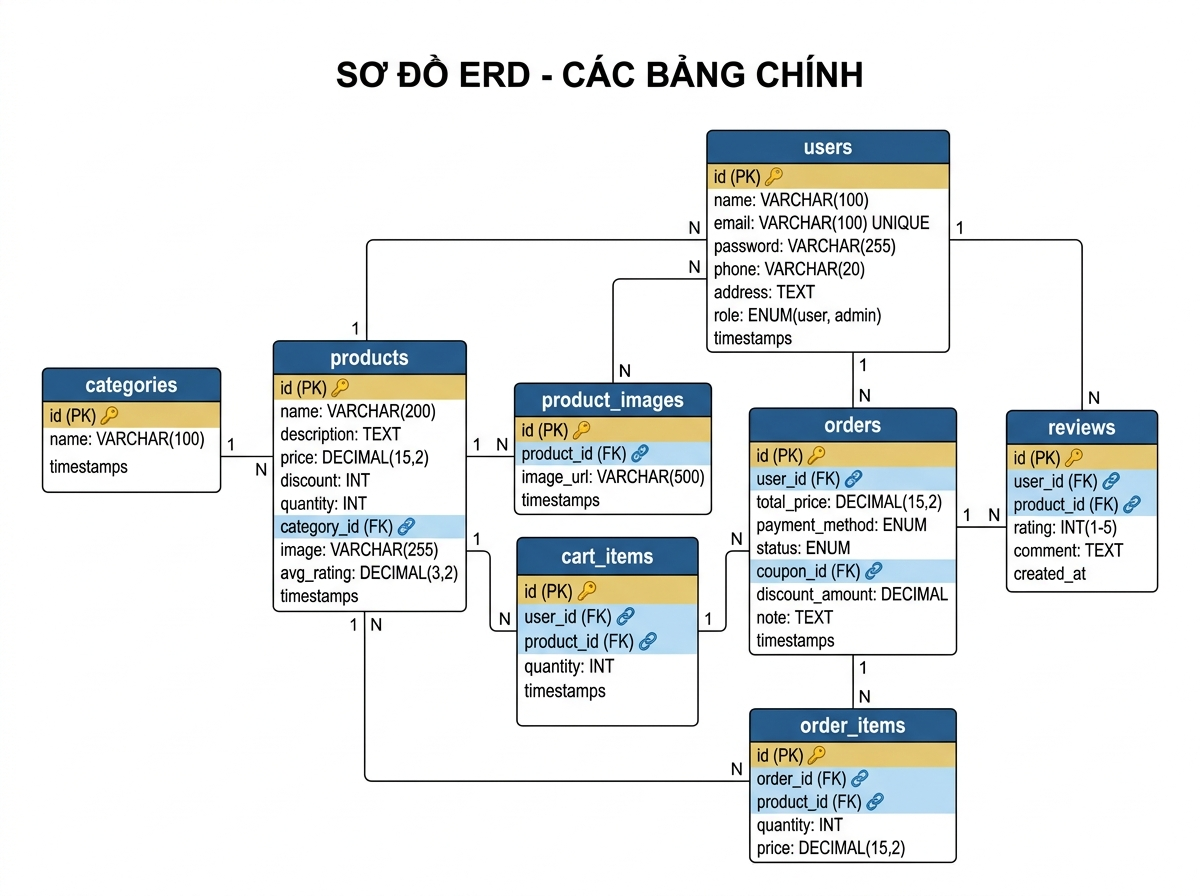 SƠ ĐỒ ERD - CÁC BẢNG CHÍNH
users
id (PK)
name: VARCHAR(100)
email: VARCHAR(100) UNIQUE
password: VARCHAR(255)
phone: VARCHAR(20)
address: TEXT
role: ENUM(user, admin)
timestamps
N
N
1
1
1
N
N
N
categories
id (PK)
name: VARCHAR(100)
timestamps
1
N
products
id (PK)
name: VARCHAR(200)
description: TEXT
price: DECIMAL(15,2)
discount: INT
quantity: INT
category_id (FK)
image: VARCHAR(255)
avg_rating: DECIMAL(3,2)
timestamps
1 N
1
N
1 N
product_images
id (PK)
product_id (FK)
image_url: VARCHAR(500)
timestamps
cart_items
id (PK)
user_id (FK)
product_id (FK)
quantity: INT
timestamps
N
1
orders
id (PK)
user_id (FK)
total_price: DECIMAL(15,2)
payment_method: ENUM
status: ENUM
coupon_id (FK)
discount_amount: DECIMAL
note: TEXT
timestamps
1 N
reviews
id (PK)
user_id (FK)
product_id (FK)
rating: INT(1-5)
comment: TEXT
created_at
1
N
N
order_items
id (PK)
order_id (FK)
product_id (FK)
quantity: INT
price: DECIMAL(15,2)